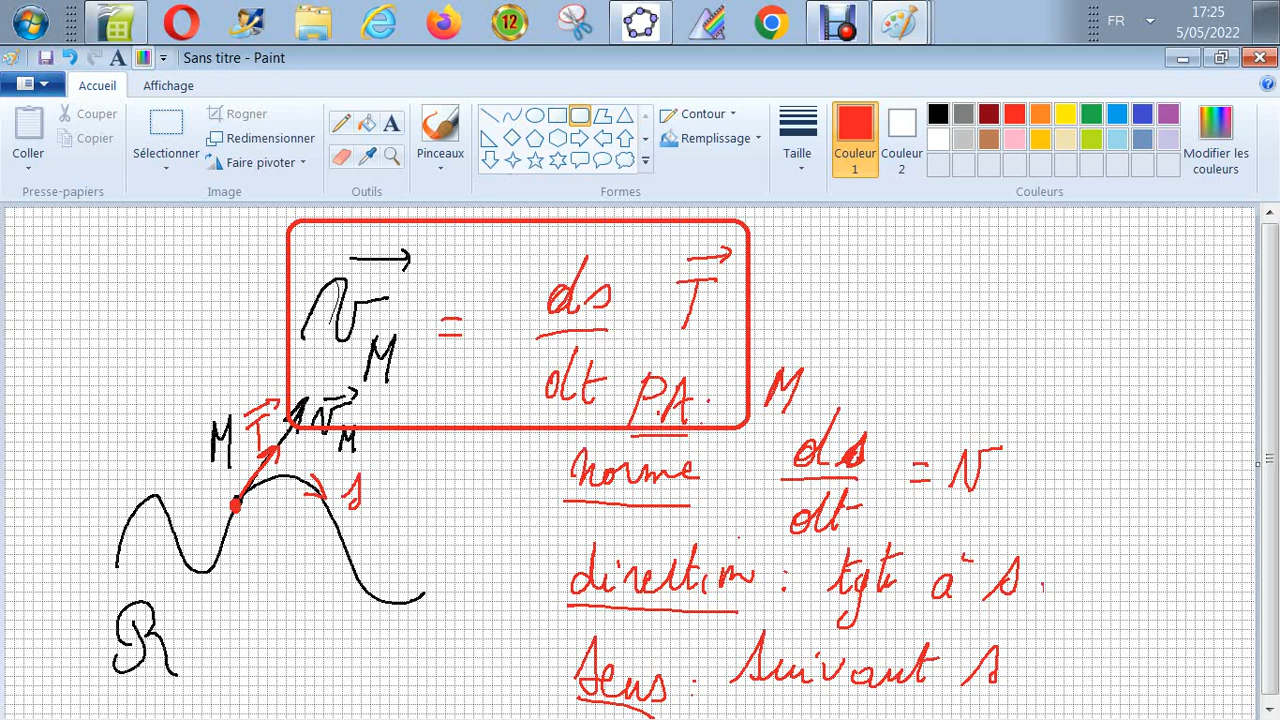 FR
17:25
5/05/2022
12
Sans titre - Paint
Accueil Affichage
Coller
Couper
Copier
Presse-papiers
Sélectionner
Rogner
Redimensionner
Faire pivoter
Image
Outils
Pinceaux
Formes
Contour
Remplissage
Taille
Couleur 1
Couleur 2
Modifier les couleurs
Couleurs
v M = ds/dt T
P.A. : M
norme ds/dt = v
direction : tgte à s
Sens : suivant s
M T v M
s
R